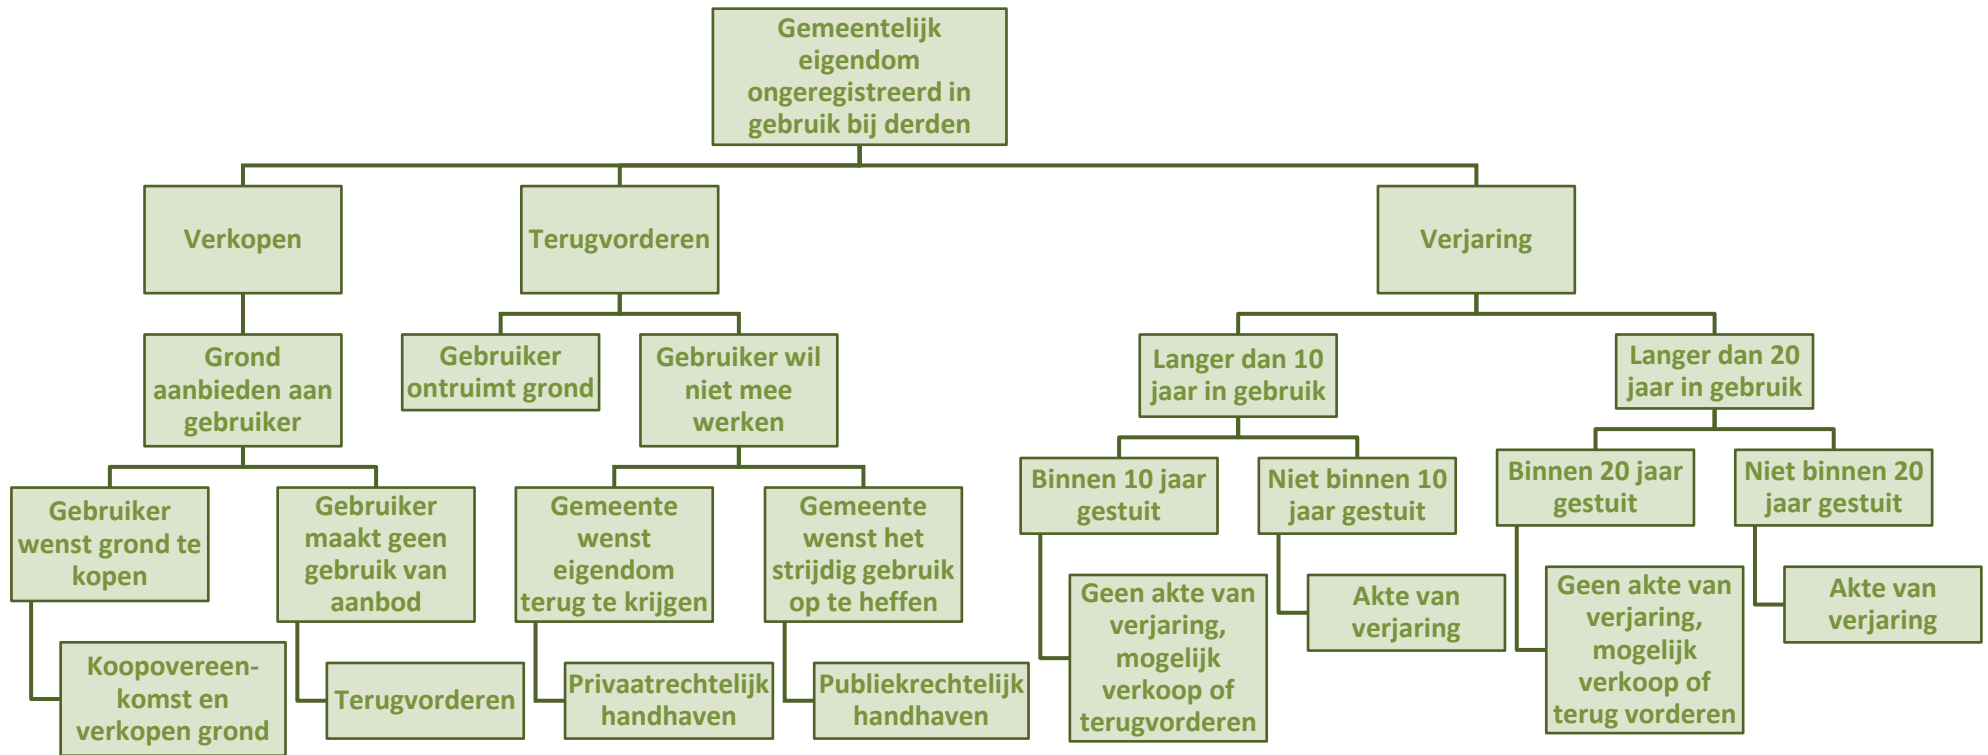 Gemeentelijk
eigendom
ongeregistreerd in
gebruik bij derden
Verkopen
Terugvorderen
Verjaring
Grond
aanbieden aan
gebruiker
Gebruiker
ontruimt grond
Gebruiker wil
niet mee
werken
Langer dan 10
jaar in gebruik
Langer dan 20
jaar in gebruik
Gebruiker
wenst grond te
kopen
Gebruiker
maakt geen
gebruik van
aanbod
Gemeente
wenst
eigendom
terug te krijgen
Gemeente
wenst het
strijdig gebruik
op te heffen
Binnen 10 jaar
gestuit
Niet binnen 10
jaar gestuit
Binnen 20 jaar
gestuit
Niet binnen 20
jaar gestuit
Koopovereen-
komst en
verkopen grond
Terugvorderen
Privaatrechtelijk
handhaven
Publiekrechtelijk
handhaven
Geen akte van
verjaring,
mogelijk
verkoop of
terugvorderen
Akte van
verjaring
Geen akte van
verjaring,
mogelijk
verkoop of
terug vorderen
Akte van
verjaring